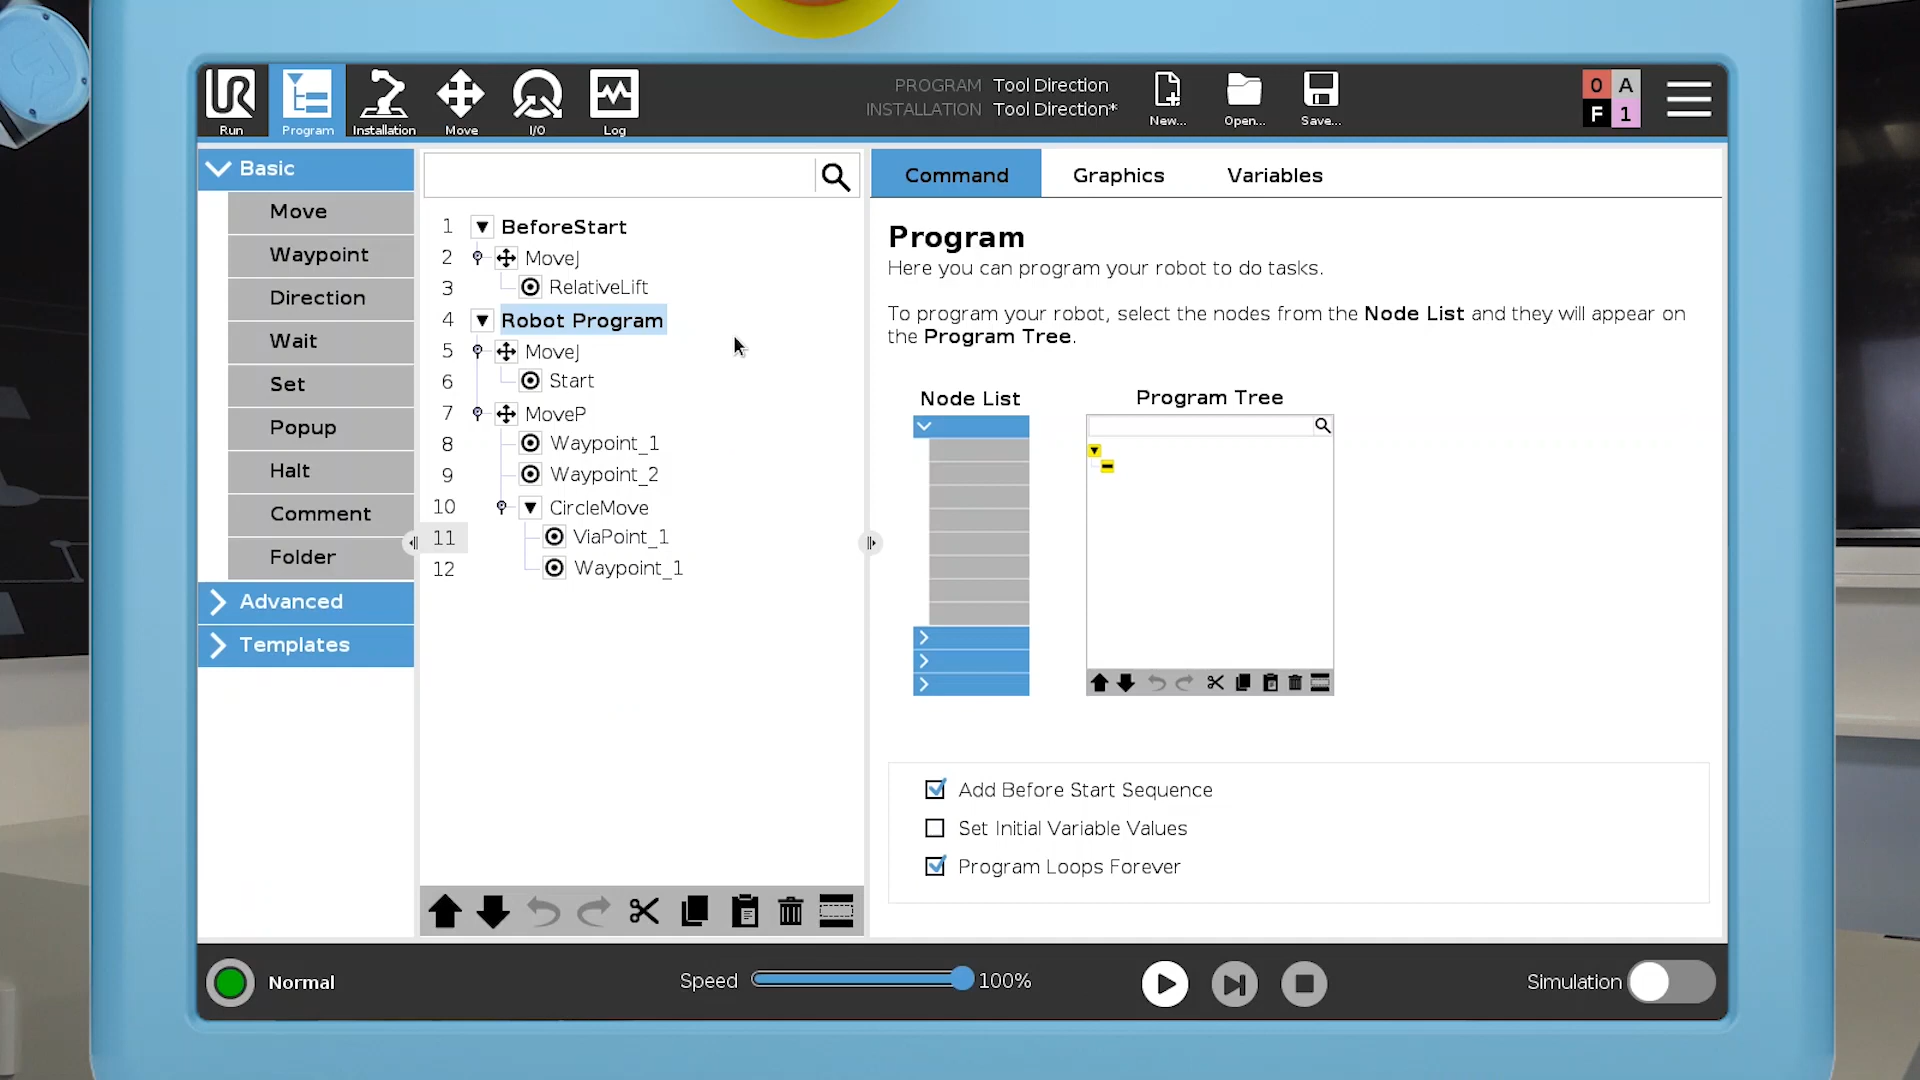 Run
Program
Installation
Move
I/O
Log
PROGRAM Tool Direction
INSTALLATION Tool Direction*
New...
Open...
Save...
0 A
F 1
Basic
Move
Waypoint
Direction
Wait
Set
Popup
Halt
Comment
Folder
Advanced
Templates
1 BeforeStart
2 MoveJ
3 RelativeLift
4 Robot Program
5 MoveJ
6 Start
7 MoveP
8 Waypoint_1
9 Waypoint_2
10 CircleMove
11 ViaPoint_1
12 Waypoint_1
Command
Graphics
Variables
Program
Here you can program your robot to do tasks.
To program your robot, select the nodes from the Node List and they will appear on
the Program Tree.
Node List
Program Tree
Add Before Start Sequence
Set Initial Variable Values
Program Loops Forever
Normal
Speed
100%
Simulation